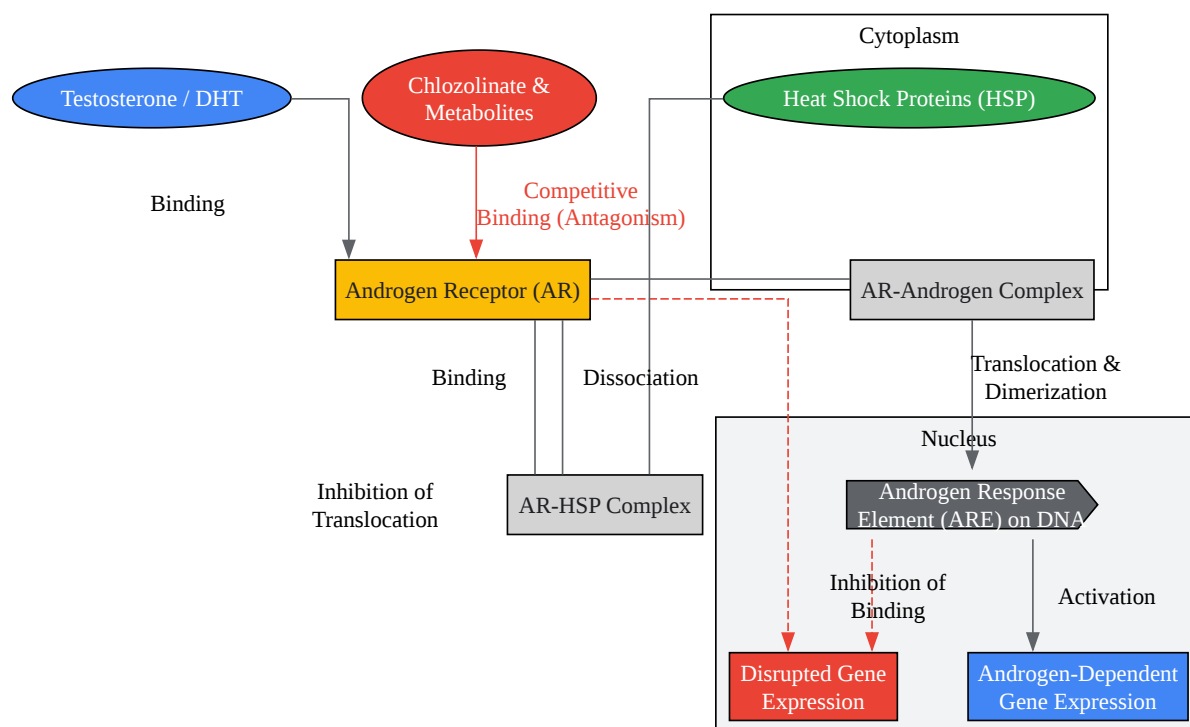 Cytoplasm
Testosterone / DHT
Chlozolinate &
Metabolites
Heat Shock Proteins (HSP)
Binding
Competitive
Binding (Antagonism)
Androgen Receptor (AR)
AR-Androgen Complex
Binding
Dissociation
Translocation &
Dimerization
Nucleus
Inhibition of
Translocation
AR-HSP Complex
Androgen Response
Element (ARE) on DNA
Inhibition of
Binding
Activation
Disrupted Gene
Expression
Androgen-Dependent
Gene Expression